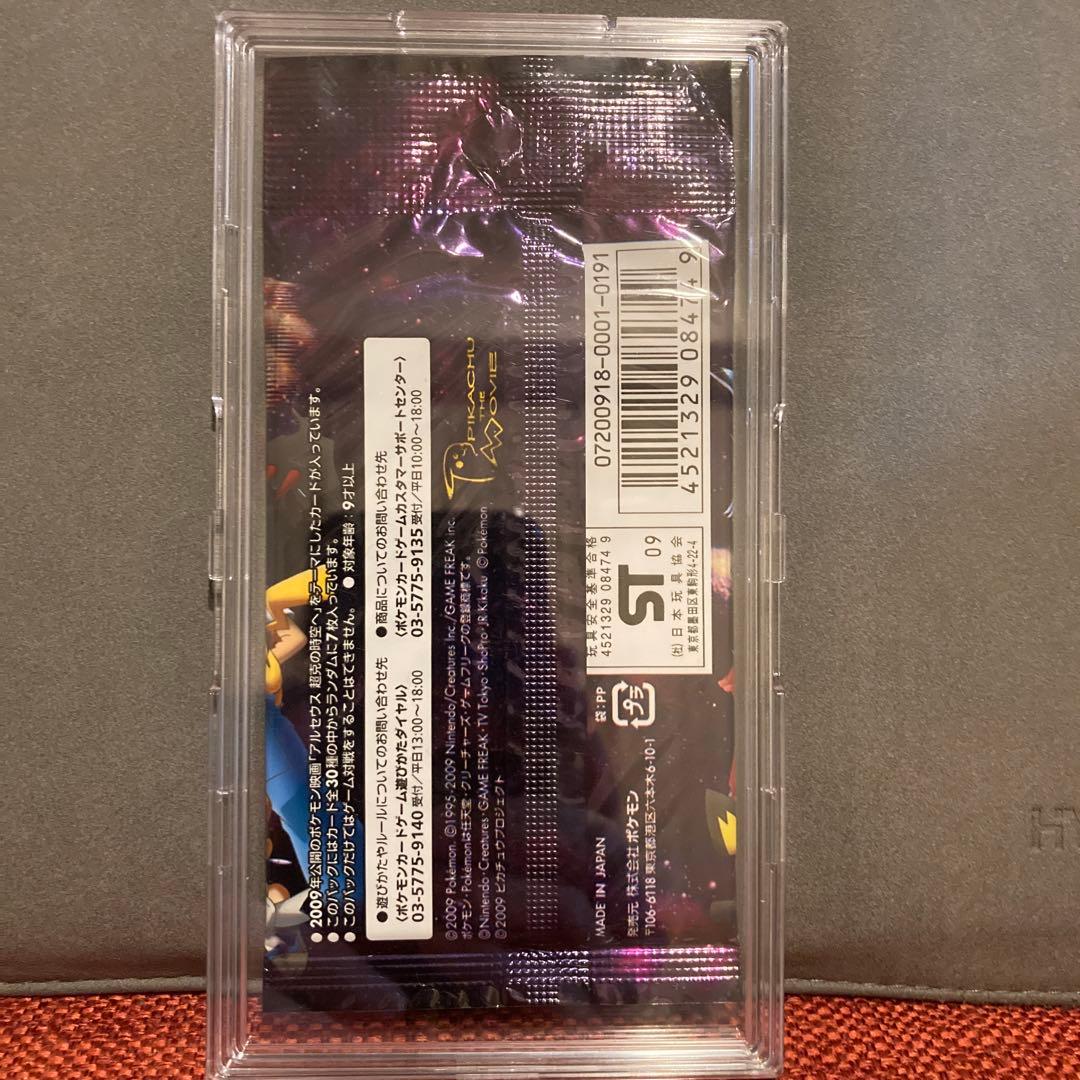 ● 2009年公開のポケモン映画「アルセウス 超克の時空へ」をテーマにしたカードが入っています。
● このパックにはカード全30種の中からランダムに7枚入っています。
● このパックだけではゲーム対戦をすることはできません。 ● 対象年齢：9才以上
● 遊びかたやルールについてのお問い合わせ先
〈ポケモンカードゲーム遊びかたダイヤル〉
03-5775-9140 受付／平日13:00～18:00
● 商品についてのお問い合わせ先
〈ポケモンカードゲームカスタマーサポートセンター〉
03-5775-9135 受付／平日10:00～18:00
PIKACHU
THE
MOVIE
©2009 Pokémon. ©1995-2009 Nintendo/Creatures Inc./GAME FREAK inc.
ポケモン・Pokémonは任天堂・クリーチャーズ・ゲームフリークの登録商標です。
©Nintendo・Creatures・GAME FREAK・TV Tokyo・ShoPro・JR Kikaku ©Pokémon
©2009 ピカチュウプロジェクト
MADE IN JAPAN
発売元 株式会社ポケモン
〒106-6118 東京都港区六本木6-10-1
袋：PP
プラ
玩具安全基準合格
4521329 08474 9
ST 09
(社)日本玩具協会
東京都墨田区東駒形4-22-4
07200918-0001-0191
4 521329 084749
HY